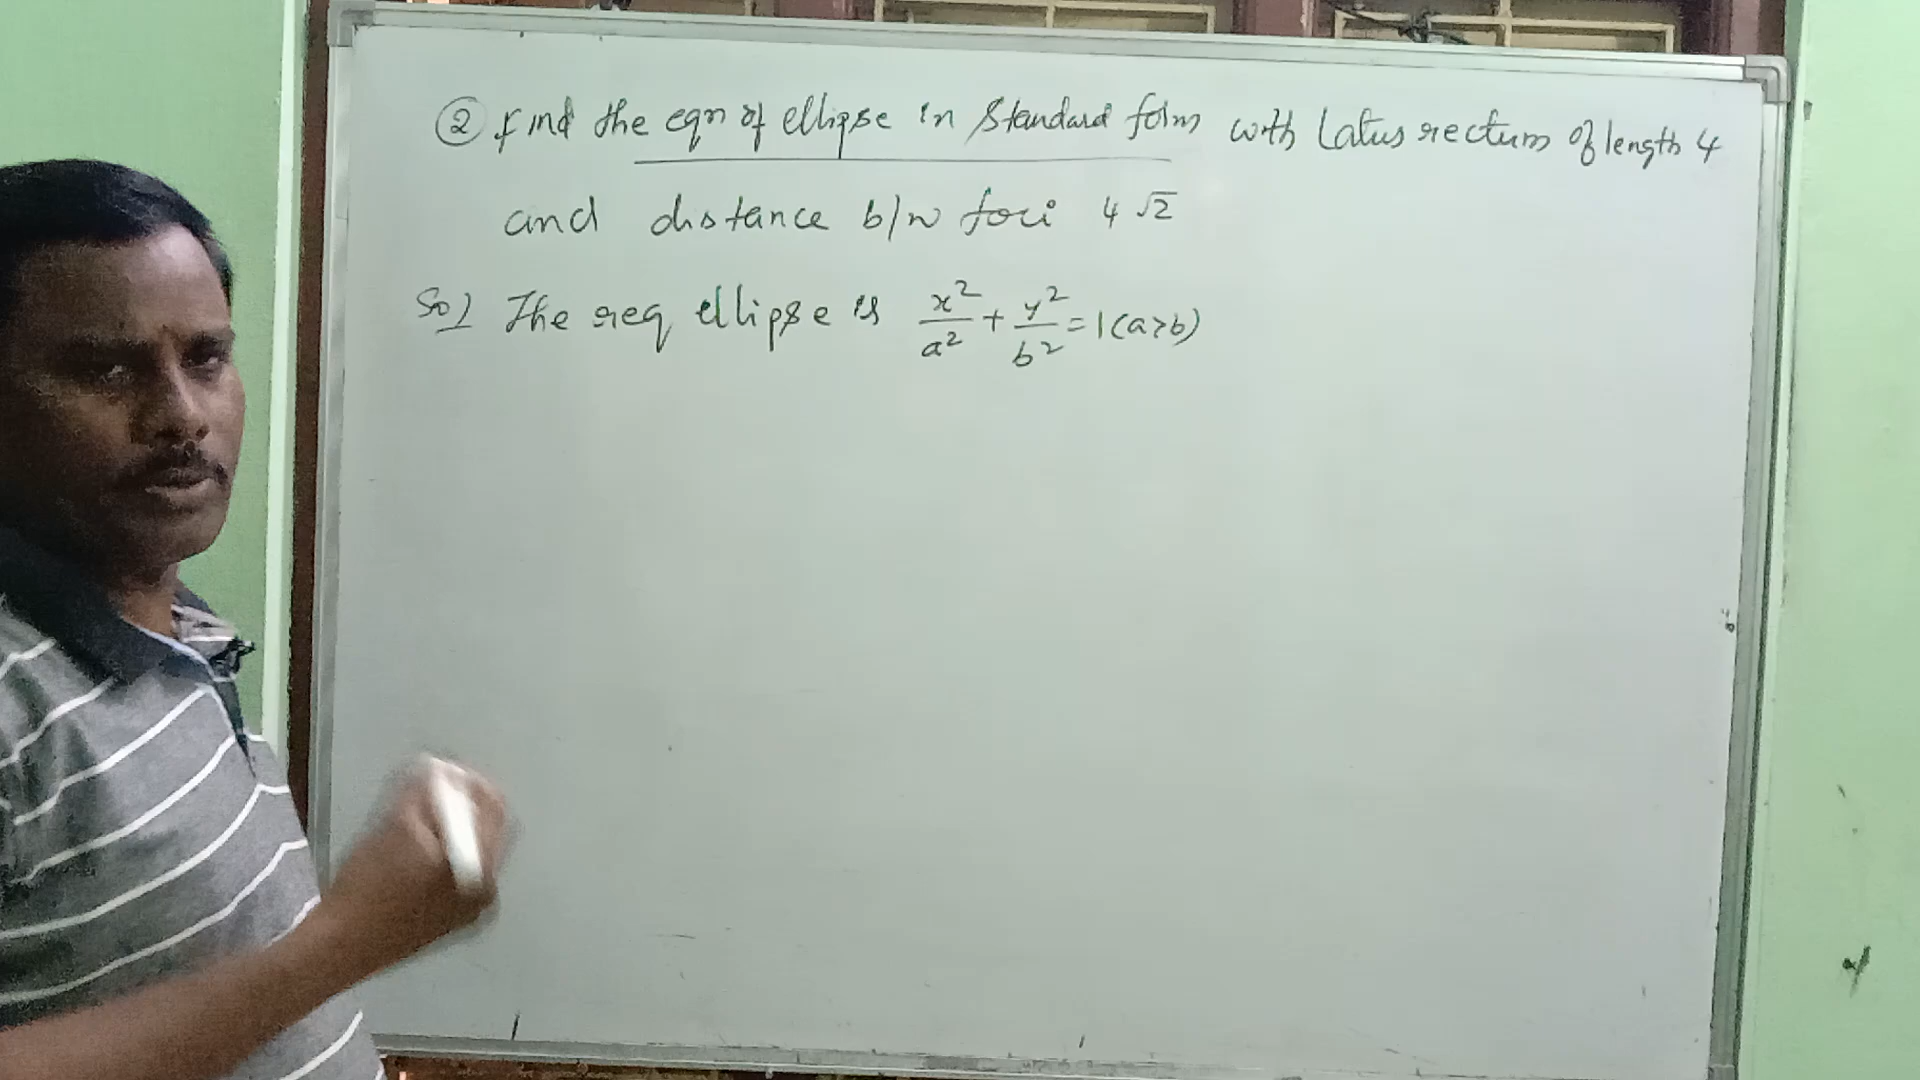 ② Find the eqn of ellipse in Standard form with Latus rectum of length 4
and distance b/w foci 4√2
Sol The req ellipse is x²/a² + y²/b² = 1 (a>b)